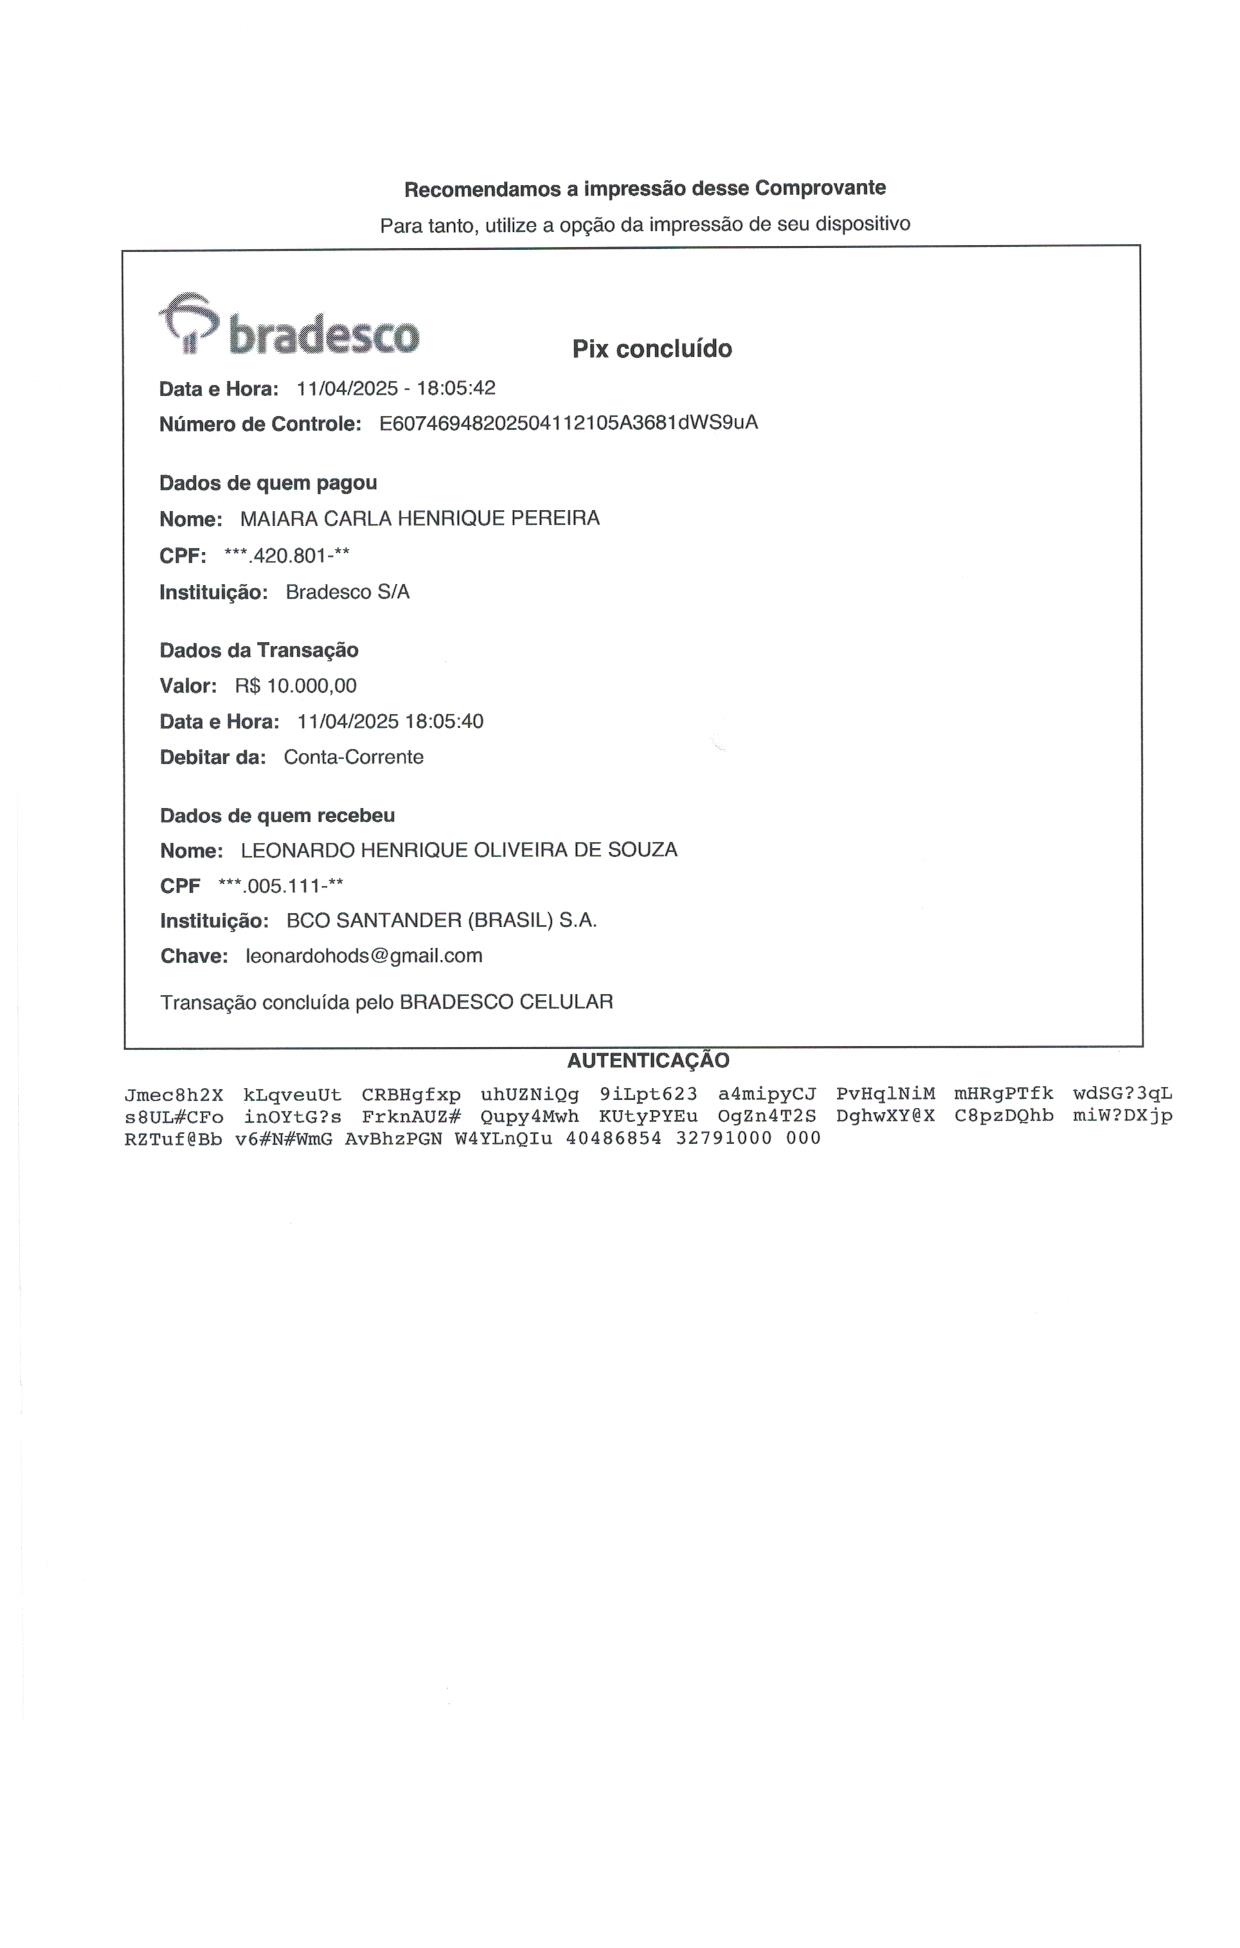 Recomendamos a impressão desse Comprovante
Para tanto, utilize a opção da impressão de seu dispositivo
bradesco
Pix concluído
Data e Hora: 11/04/2025 - 18:05:42
Número de Controle: E60746948202504112105A3681dWS9uA
Dados de quem pagou
Nome: MAIARA CARLA HENRIQUE PEREIRA
CPF: ***.420.801-**
Instituição: Bradesco S/A
Dados da Transação
Valor: R$ 10.000,00
Data e Hora: 11/04/2025 18:05:40
Debitar da: Conta-Corrente
Dados de quem recebeu
Nome: LEONARDO HENRIQUE OLIVEIRA DE SOUZA
CPF ***.005.111-**
Instituição: BCO SANTANDER (BRASIL) S.A.
Chave: leonardohods@gmail.com
Transação concluída pelo BRADESCO CELULAR
AUTENTICAÇÃO
Jmec8h2X kLqveuUt CRBHgfxp uhUZNiQg 9iLpt623 a4mipyCJ PvHqlNiM mHRgPTfk wdSG?3qL
s8UL#CFo inOYtG?s FrknAUZ# Qupy4Mwh KUtyPYEu OgZn4T2S DghwXY@X C8pzDQhb miW?DXjp
RZTuf@Bb v6#N#WmG AvBhzPGN W4YLnQIu 40486854 32791000 000